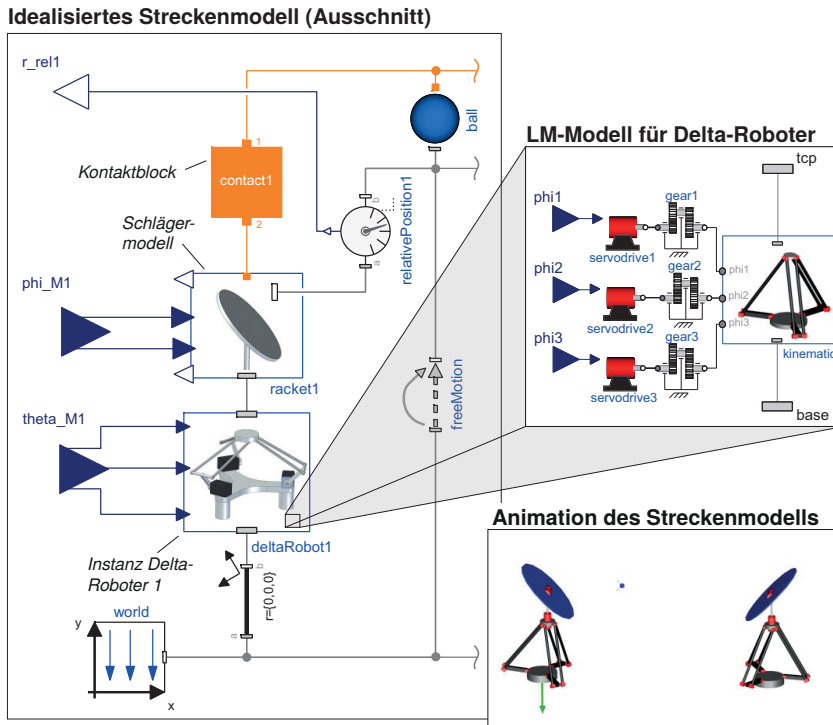 Idealisiertes Streckenmodell (Ausschnitt)
r_rel1
ball
1
Kontaktblock
contact1
2
b
relativePosition1
a
Schläger-
modell
phi_M1
racket1
theta_M1
freeMotion
deltaRobot1
Instanz Delta-
Roboter 1
b
r={0,0,0}
a
world
y
x
LM-Modell für Delta-Roboter
tcp
phi1
gear1
servodrive1
phi1
phi2
gear2
servodrive2
phi2
phi3
gear3
servodrive3
phi3
kinematic
base
Animation des Streckenmodells